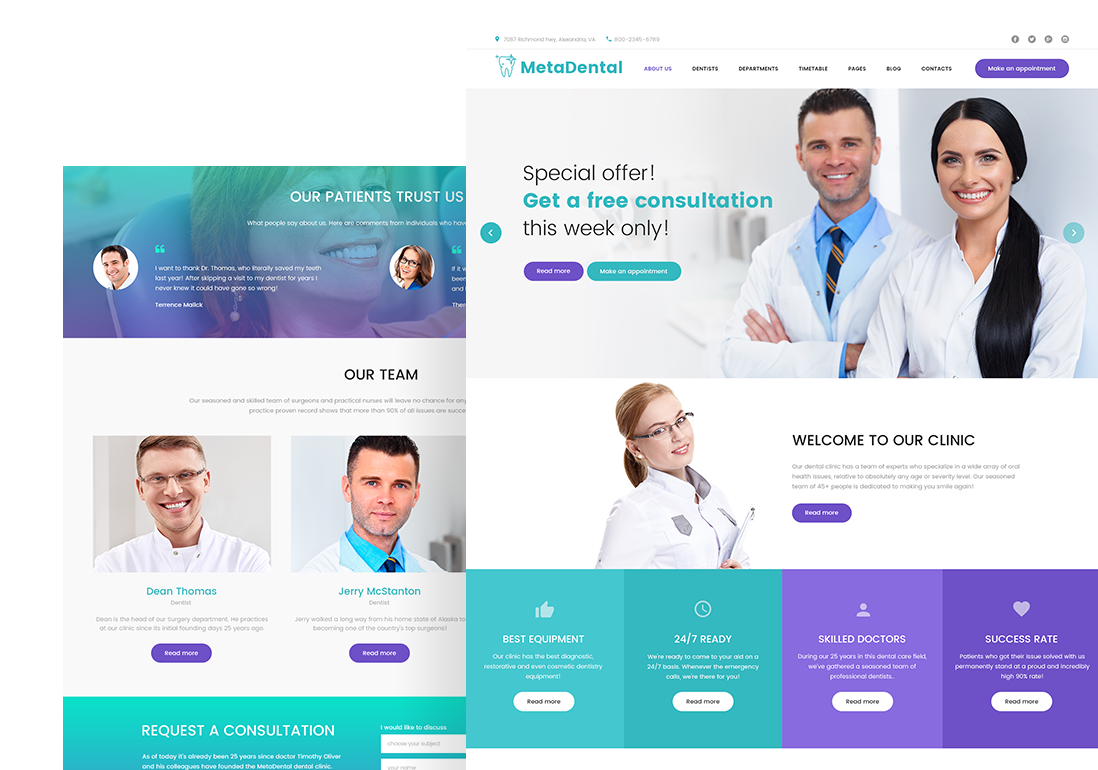 7087 Richmond hwy, Alexandria, VA
800-2345-6789
MetaDental
ABOUT US
DENTISTS
DEPARTMENTS
TIMETABLE
PAGES
BLOG
CONTACTS
Make an appointment
Special offer!
Get a free consultation
this week only!
Read more
Make an appointment
WELCOME TO OUR CLINIC
Our dental clinic has a team of experts who specialize in a wide array of oral
health issues, relative to absolutely any age or severity level. Our seasoned
team of 45+ people is dedicated to making you smile again!
Read more
BEST EQUIPMENT
Our clinic has the best diagnostic,
restorative and even cosmetic dentistry
equipment!
Read more
24/7 READY
We're ready to come to your aid on a
24/7 basis. Whenever the emergency
calls, we're there for you!
Read more
SKILLED DOCTORS
During our 25 years in this dental care field,
we've gathered a seasoned team of
professional dentists..
Read more
SUCCESS RATE
Patients who got their issue solved with us
permanently stand at a proud and incredibly
high 90% rate!
Read more
OUR PATIENTS TRUST US
What people say about us. Here are comments from individuals who have
I want to thank Dr. Thomas, who literally saved my teeth
last year! After skipping a visit to my dentist for years I
never knew it could have gone so wrong!
Terrence Malick
If it w
been
and I
Ther
OUR TEAM
Our seasoned and skilled team of surgeons and practical nurses will leave no chance for any
practice proven record shows that more than 90% of all issues are succe
Dean Thomas
Dentist
Dean is the head of our Surgery department. He practices
at our clinic since its initial founding days 25 years ago.
Read more
Jerry McStanton
Dentist
Jerry walked a long way from his home state of Alaska to
becoming one of the country's top surgeons!
Read more
REQUEST A CONSULTATION
As of today it's already been 25 years since doctor Timothy Oliver
and his colleagues have founded the MetaDental dental clinic.
I would like to discuss
choose your subject
your name